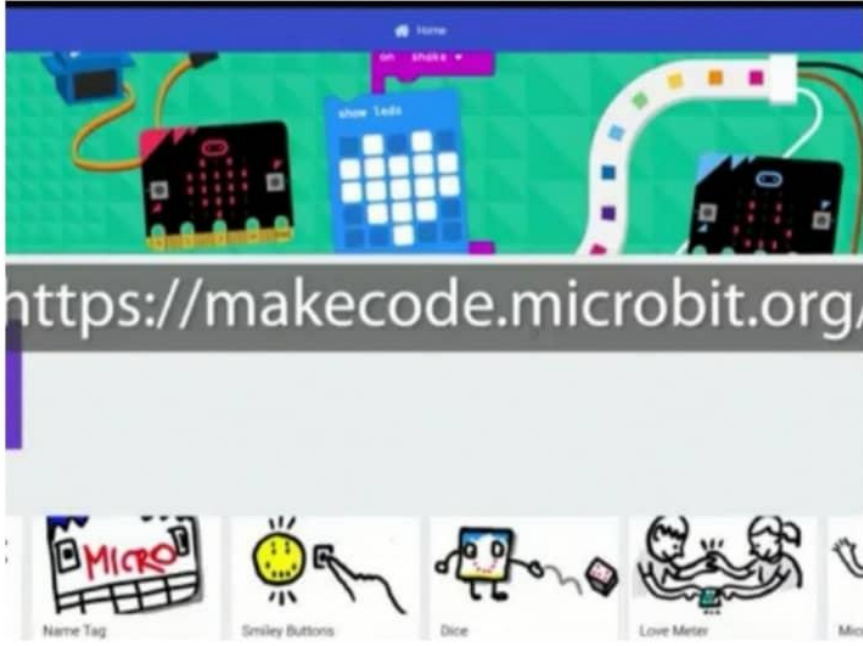 Home
on shake
show leds
https://makecode.microbit.org/
MICRO
Name Tag
Smiley Buttons
Dice
Love Meter